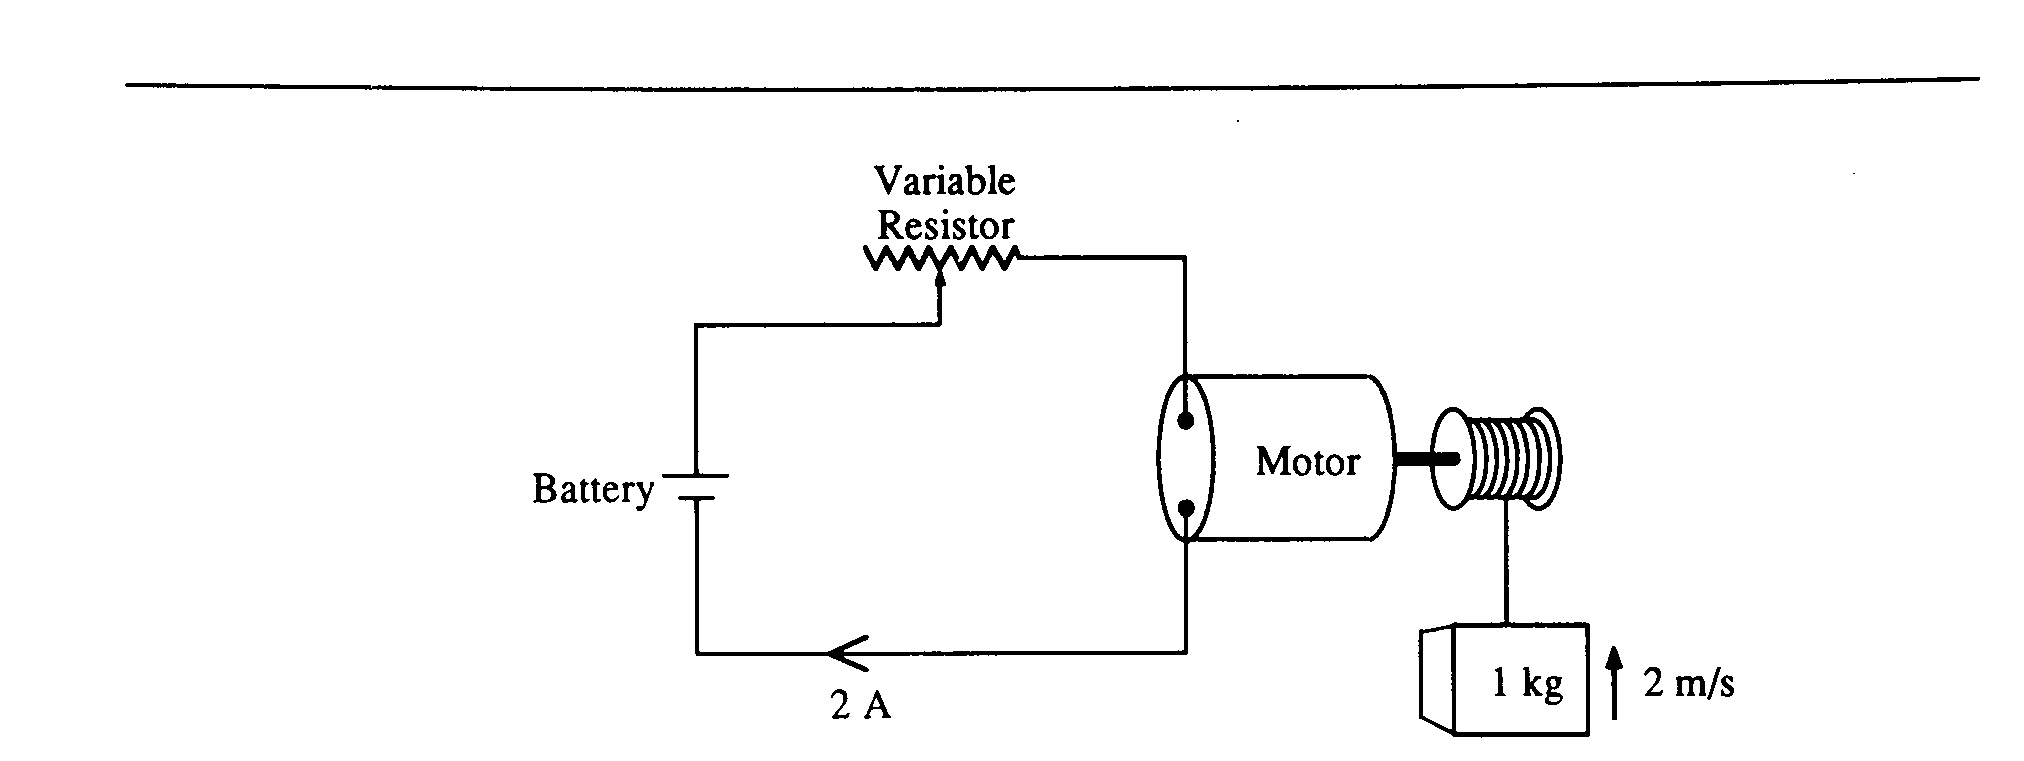 Variable
Resistor
Battery
Motor
2 A
1 kg
2 m/s